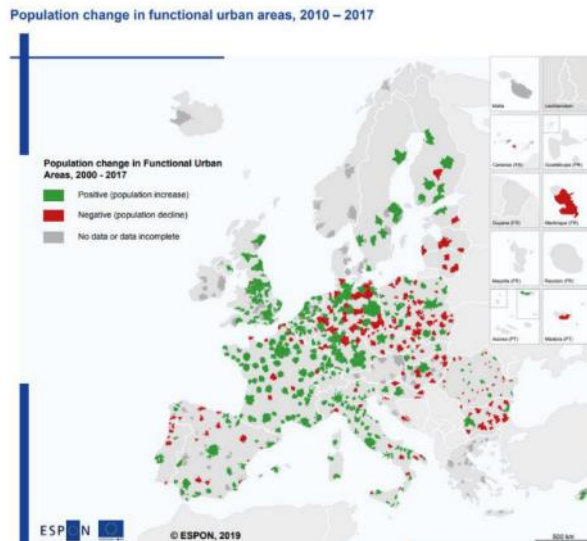 Population change in functional urban areas, 2010 – 2017
Population change in Functional Urban
Areas, 2000 - 2017
Positive (population increase)
Negative (population decline)
No data or data incomplete
Malta
Liechtenstein
Canarias (ES)
Guadeloupe (FR)
Guyane (FR)
Martinique (FR)
Mayotte (FR)
Réunion (FR)
Azores (PT)
Madeira (PT)
ESPON
© ESPON, 2019
500 km